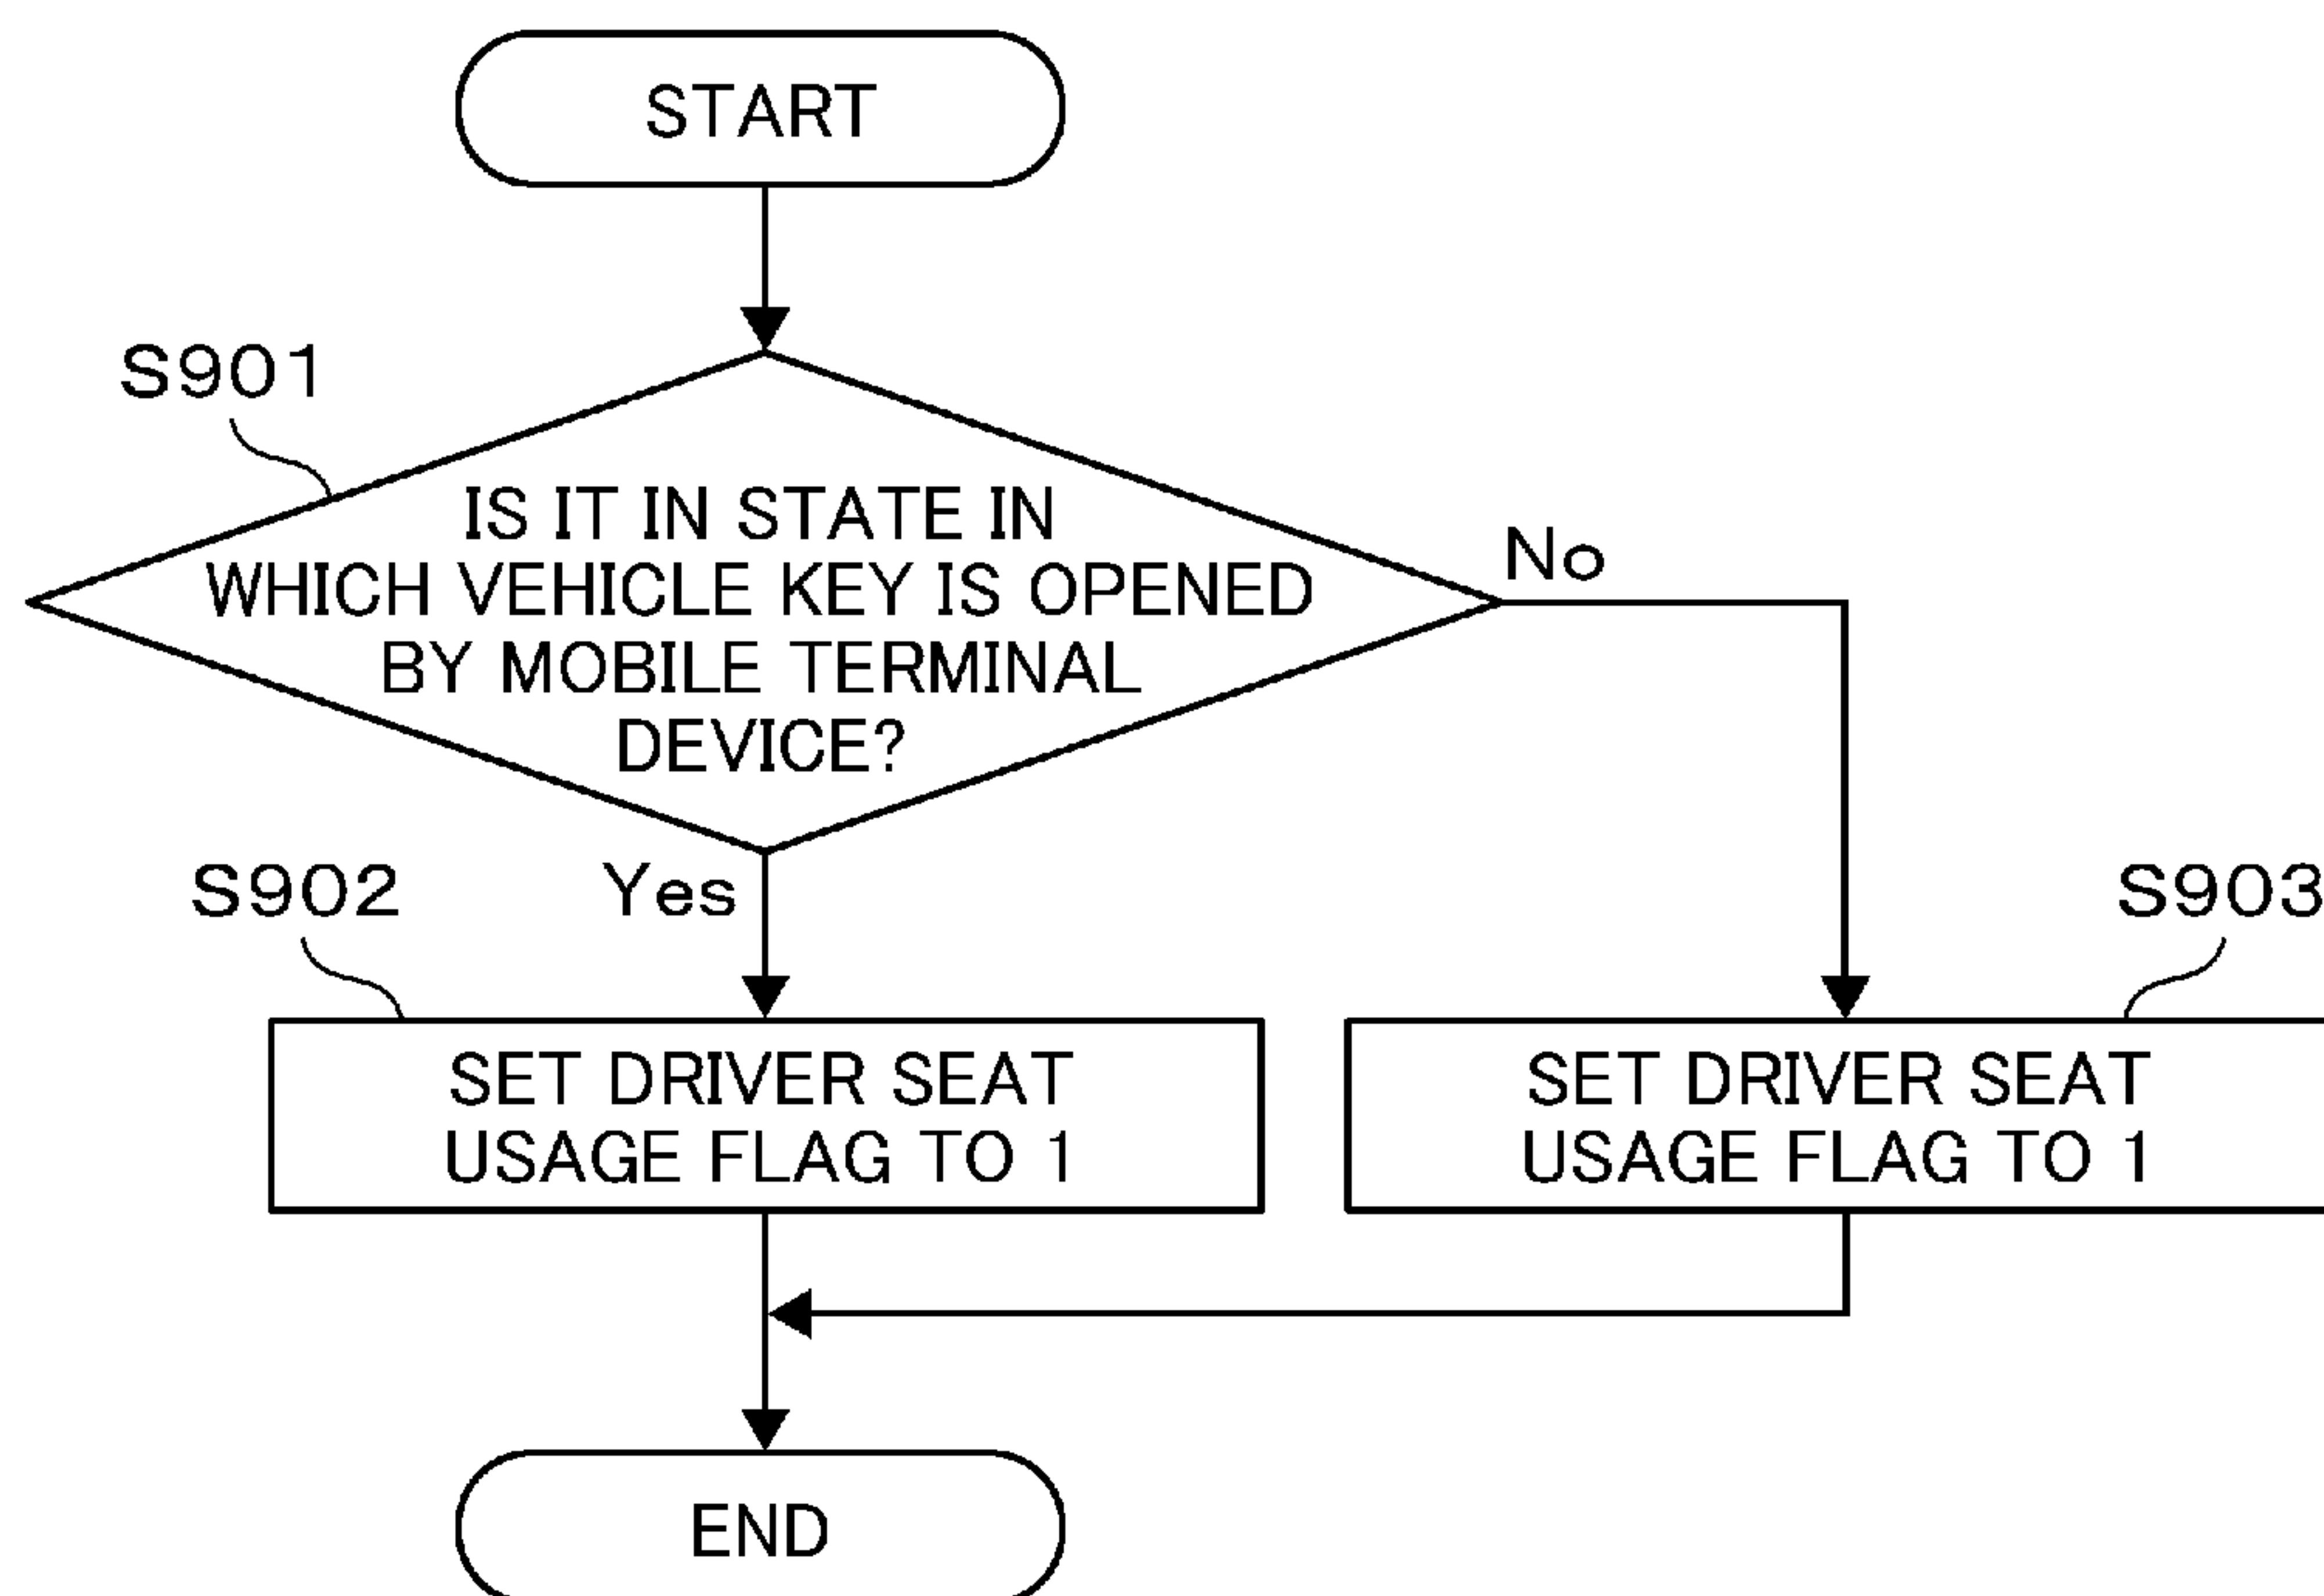 START
S901
IS IT IN STATE IN
WHICH VEHICLE KEY IS OPENED
BY MOBILE TERMINAL
DEVICE?
No
Yes
S902
SET DRIVER SEAT
USAGE FLAG TO 1
S903
SET DRIVER SEAT
USAGE FLAG TO 1
END